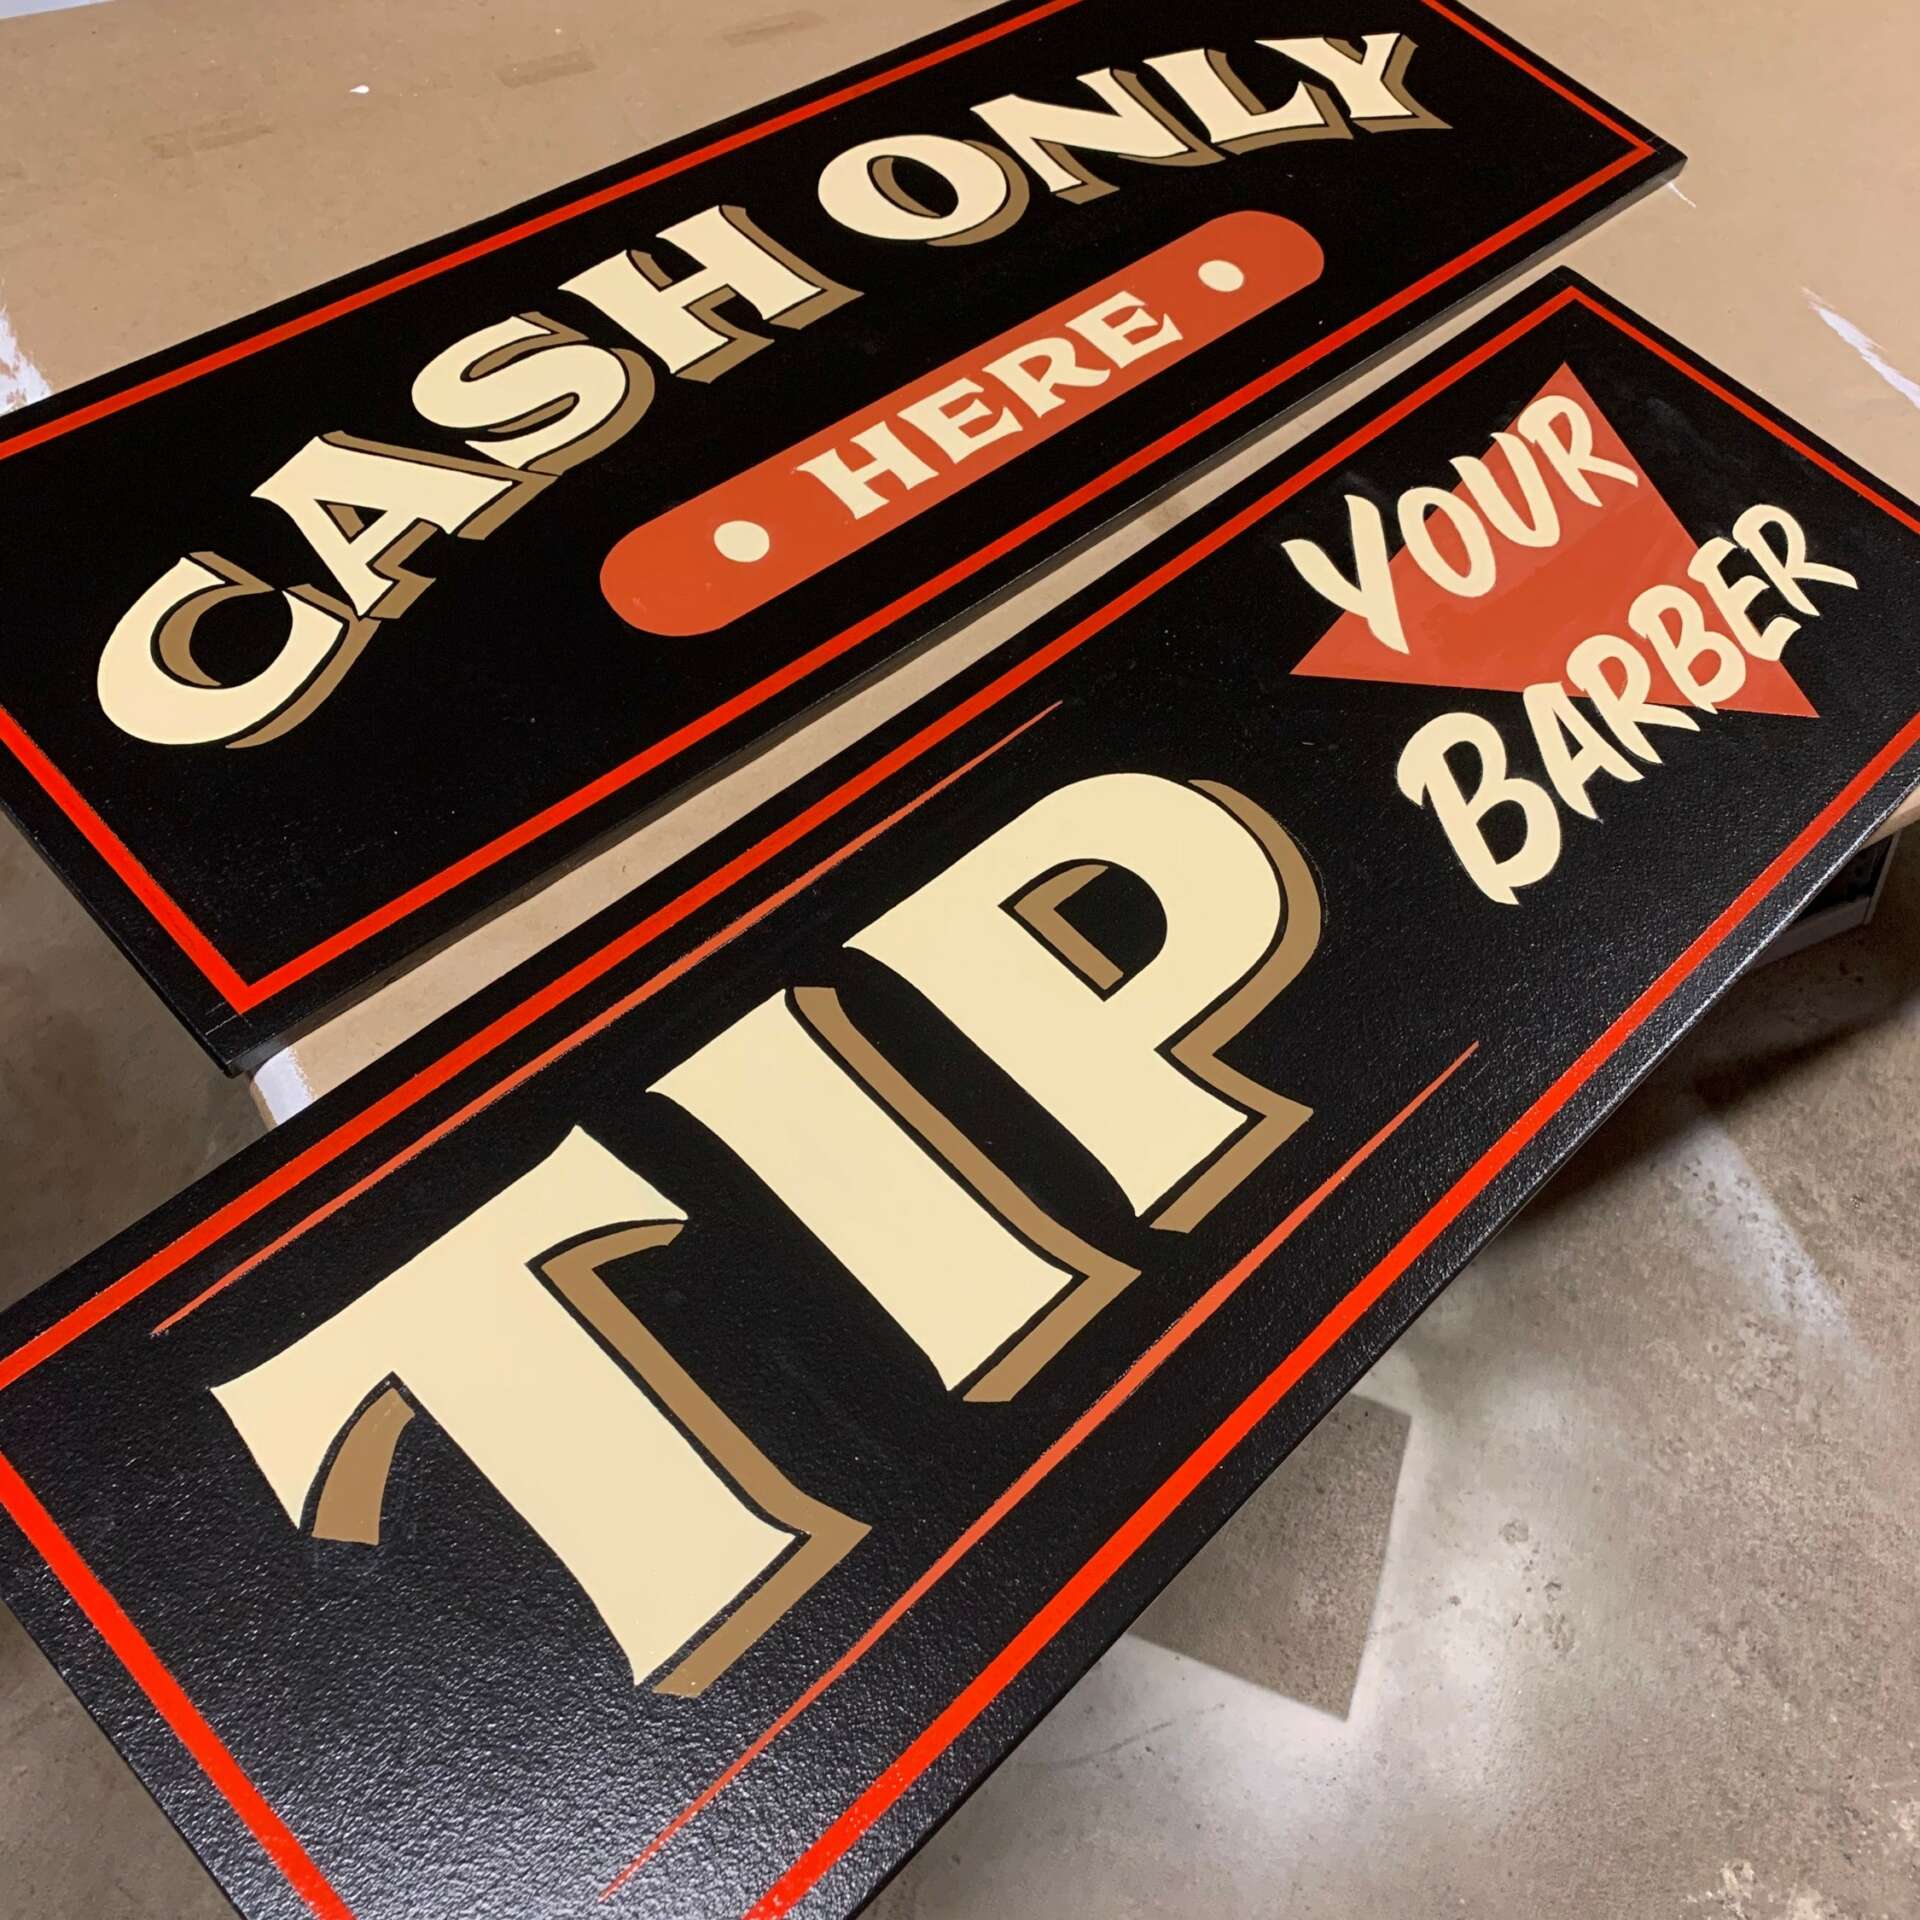 CASH ONLY
• HERE •
TIP
YOUR
BARBER